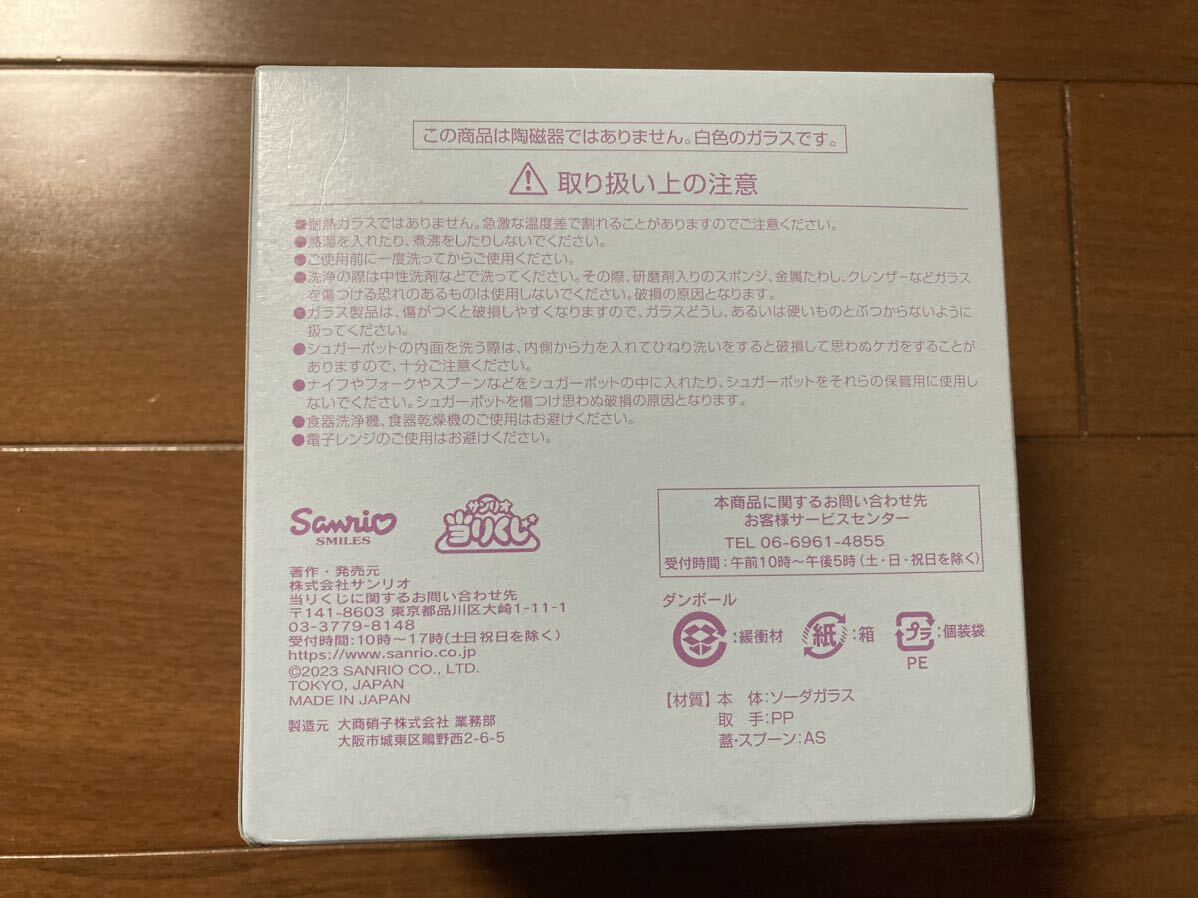 この商品は陶磁器ではありません。白色のガラスです。
取り扱い上の注意
●耐熱ガラスではありません。急激な温度差で割れることがありますのでご注意ください。
●熱湯を入れたり、煮沸をしたりしないでください。
●ご使用前に一度洗ってからご使用ください。
●洗浄の際は中性洗剤などで洗ってください。その際、研磨剤入りのスポンジ、金属たわし、クレンザーなどガラス
を傷つける恐れのあるものは使用しないでください。破損の原因となります。
●ガラス製品は、傷がつくと破損しやすくなりますので、ガラスどうし、あるいは硬いものとぶつからないように
扱ってください。
●シュガーポットの内面を洗う際は、内側から力を入れてひねり洗いをすると破損して思わぬケガをすることが
ありますので、十分ご注意ください。
●ナイフやフォークやスプーンなどをシュガーポットの中に入れたり、シュガーポットをそれらの保管用に使用し
ないでください。シュガーポットを傷つけ思わぬ破損の原因となります。
●食器洗浄機、食器乾燥機のご使用はお避けください。
●電子レンジのご使用はお避けください。
Sanrio
SMILES
サンリオ
当りくじ
著作・発売元
株式会社サンリオ
当りくじに関するお問い合わせ先
〒141-8603 東京都品川区大崎1-11-1
03-3779-8148
受付時間:10時~17時(土日祝日を除く)
https://www.sanrio.co.jp
©2023 SANRIO CO., LTD.
TOKYO, JAPAN
MADE IN JAPAN
製造元 大商硝子株式会社 業務部
大阪市城東区鴫野西2-6-5
本商品に関するお問い合わせ先
お客様サービスセンター
TEL 06-6961-4855
受付時間:午前10時~午後5時(土・日・祝日を除く)
ダンボール
:緩衝材
紙:箱
プラ:個装袋
PE
【材質】本 体:ソーダガラス
取 手:PP
蓋・スプーン:AS